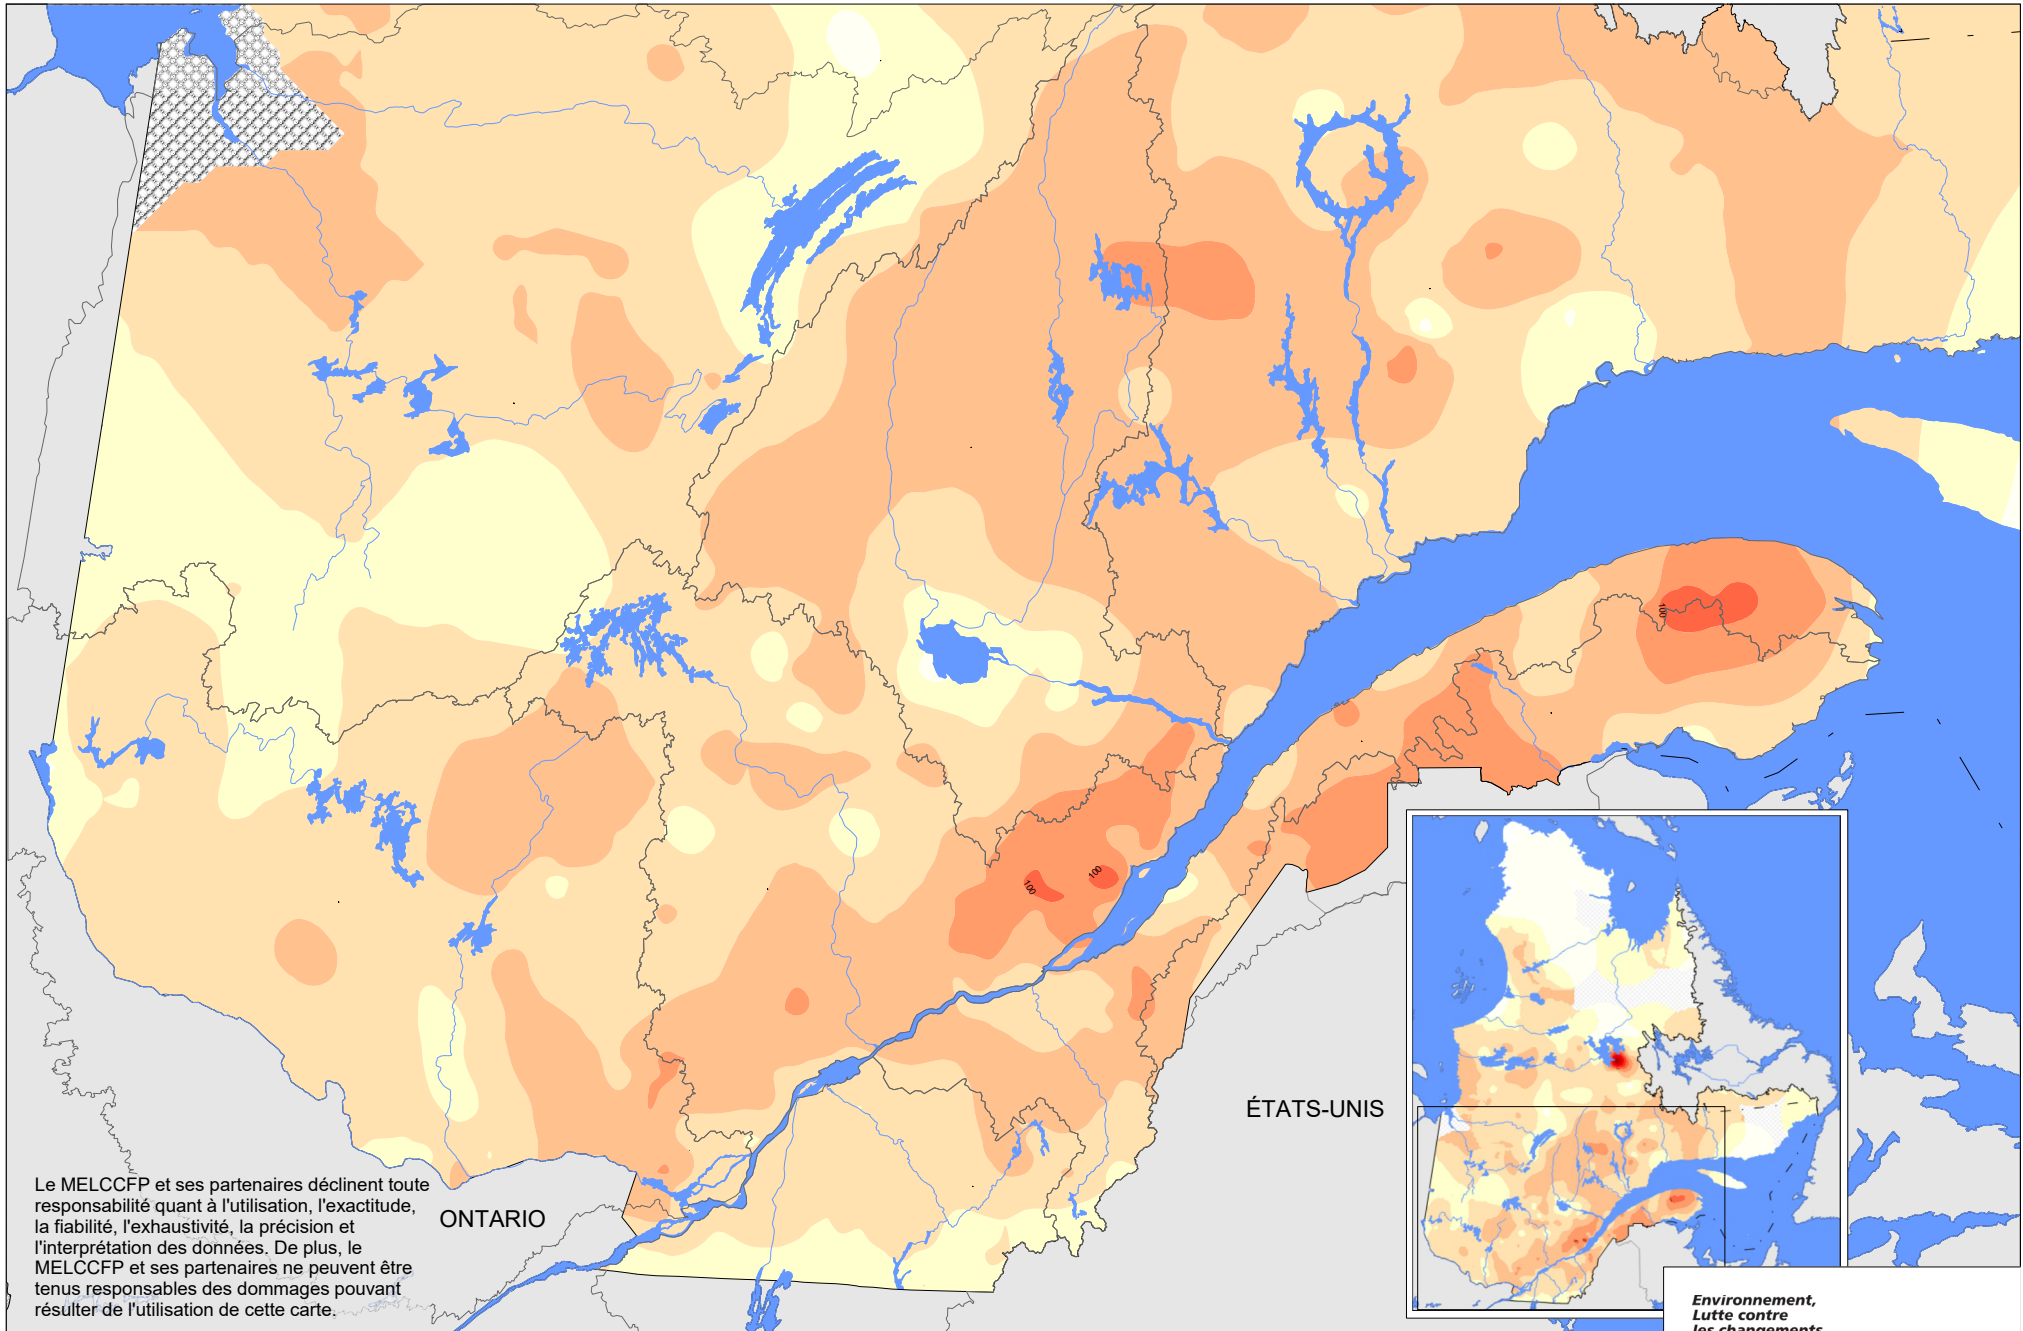 100
100
100
ÉTATS-UNIS
ONTARIO
Le MELCCFP et ses partenaires déclinent toute
responsabilité quant à l'utilisation, l'exactitude,
la fiabilité, l'exhaustivité, la précision et
l'interprétation des données. De plus, le
MELCCFP et ses partenaires ne peuvent être
tenus responsables des dommages pouvant
résulter de l'utilisation de cette carte.
Environnement,
Lutte contre
les changements